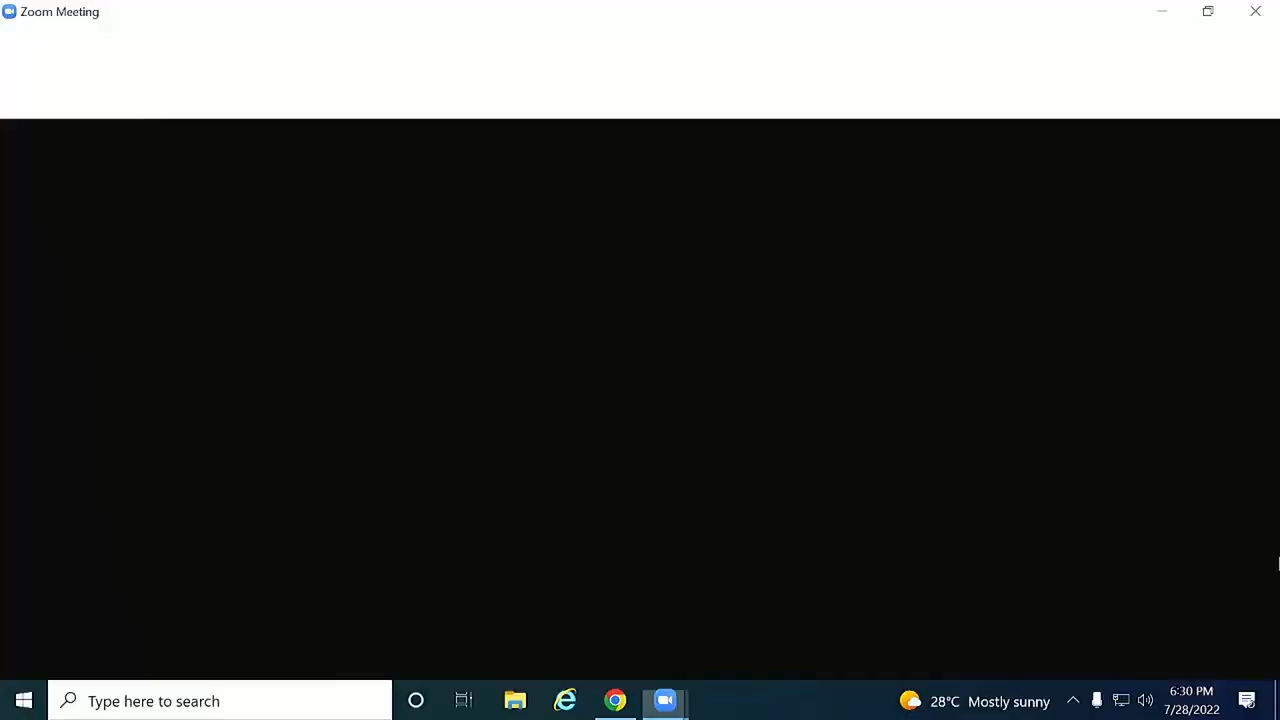 Zoom Meeting
Type here to search
28°C Mostly sunny
6:30 PM
7/28/2022